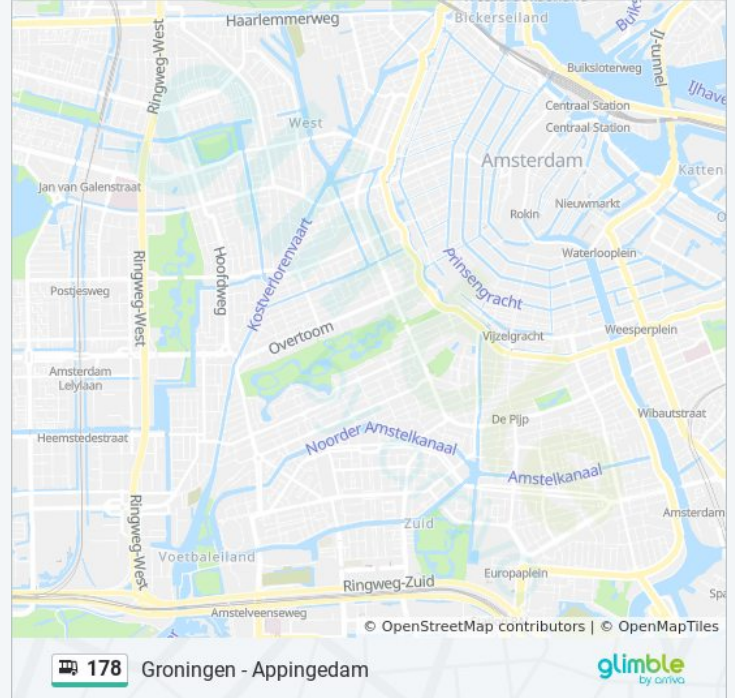 Haarlemmerweg
Bickerseiland
Ringweg-West
IJ-tunnel
Buiksloterweg
IJhave
Centraal Station
West
Centraal Station
Amsterdam
Katten
Jan van Galenstraat
Nieuwmarkt
Rokin
Kostverlorenvaart
Hoofdweg
Waterlooplein
Prinsengracht
Postjesweg
Ringweg-West
Overtoom
Vijzelgracht
Weesperplein
Amsterdam
Lelylaan
Wibautstraat
De Pijp
Heemstedestraat
Noorder Amstelkanaal
Amstelkanaal
Ringweg-West
Amsterdam
Zuid
Voetbaleiland
Europaplein
Ringweg-Zuid
Spa
Amstelveenseweg
© OpenStreetMap contributors | © OpenMapTiles
178 Groningen - Appingedam
glimble
by arriva